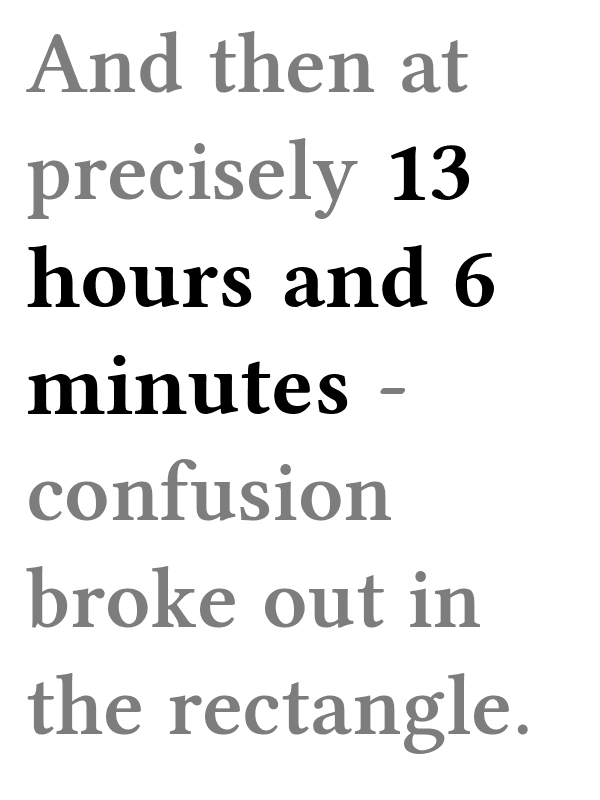 And then at
precisely 13
hours and 6
minutes -
confusion
broke out in
the rectangle.